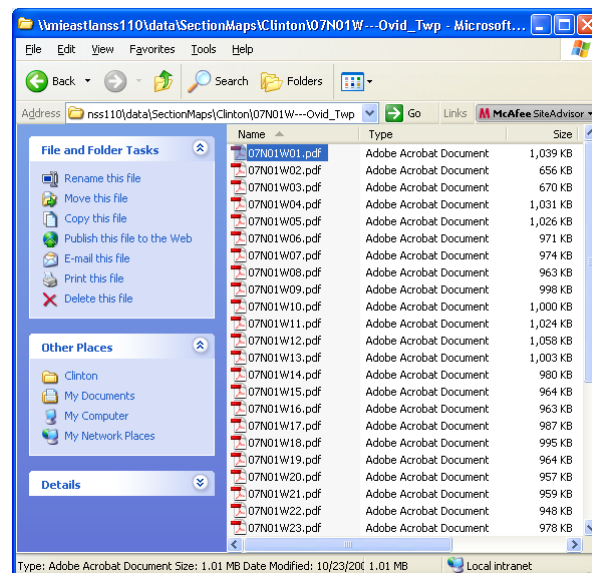 \\mieastlanss110\data\SectionMaps\Clinton\07N01W---Ovid_Twp - Microsoft...
File Edit View Favorites Tools Help
Back Search Folders
Address nss110\data\SectionMaps\Clinton\07N01W---Ovid_Twp Go Links McAfee SiteAdvisor
Name Type Size
File and Folder Tasks
Rename this file
Move this file
Copy this file
Publish this file to the Web
E-mail this file
Print this file
Delete this file
Other Places
Clinton
My Documents
My Computer
My Network Places
Details
07N01W01.pdf Adobe Acrobat Document 1,039 KB
07N01W02.pdf Adobe Acrobat Document 656 KB
07N01W03.pdf Adobe Acrobat Document 670 KB
07N01W04.pdf Adobe Acrobat Document 1,031 KB
07N01W05.pdf Adobe Acrobat Document 1,026 KB
07N01W06.pdf Adobe Acrobat Document 971 KB
07N01W07.pdf Adobe Acrobat Document 974 KB
07N01W08.pdf Adobe Acrobat Document 963 KB
07N01W09.pdf Adobe Acrobat Document 998 KB
07N01W10.pdf Adobe Acrobat Document 1,000 KB
07N01W11.pdf Adobe Acrobat Document 1,024 KB
07N01W12.pdf Adobe Acrobat Document 1,058 KB
07N01W13.pdf Adobe Acrobat Document 1,003 KB
07N01W14.pdf Adobe Acrobat Document 980 KB
07N01W15.pdf Adobe Acrobat Document 964 KB
07N01W16.pdf Adobe Acrobat Document 963 KB
07N01W17.pdf Adobe Acrobat Document 987 KB
07N01W18.pdf Adobe Acrobat Document 995 KB
07N01W19.pdf Adobe Acrobat Document 964 KB
07N01W20.pdf Adobe Acrobat Document 957 KB
07N01W21.pdf Adobe Acrobat Document 959 KB
07N01W22.pdf Adobe Acrobat Document 948 KB
07N01W23.pdf Adobe Acrobat Document 978 KB
Type: Adobe Acrobat Document Size: 1.01 MB Date Modified: 10/23/200 1.01 MB Local intranet